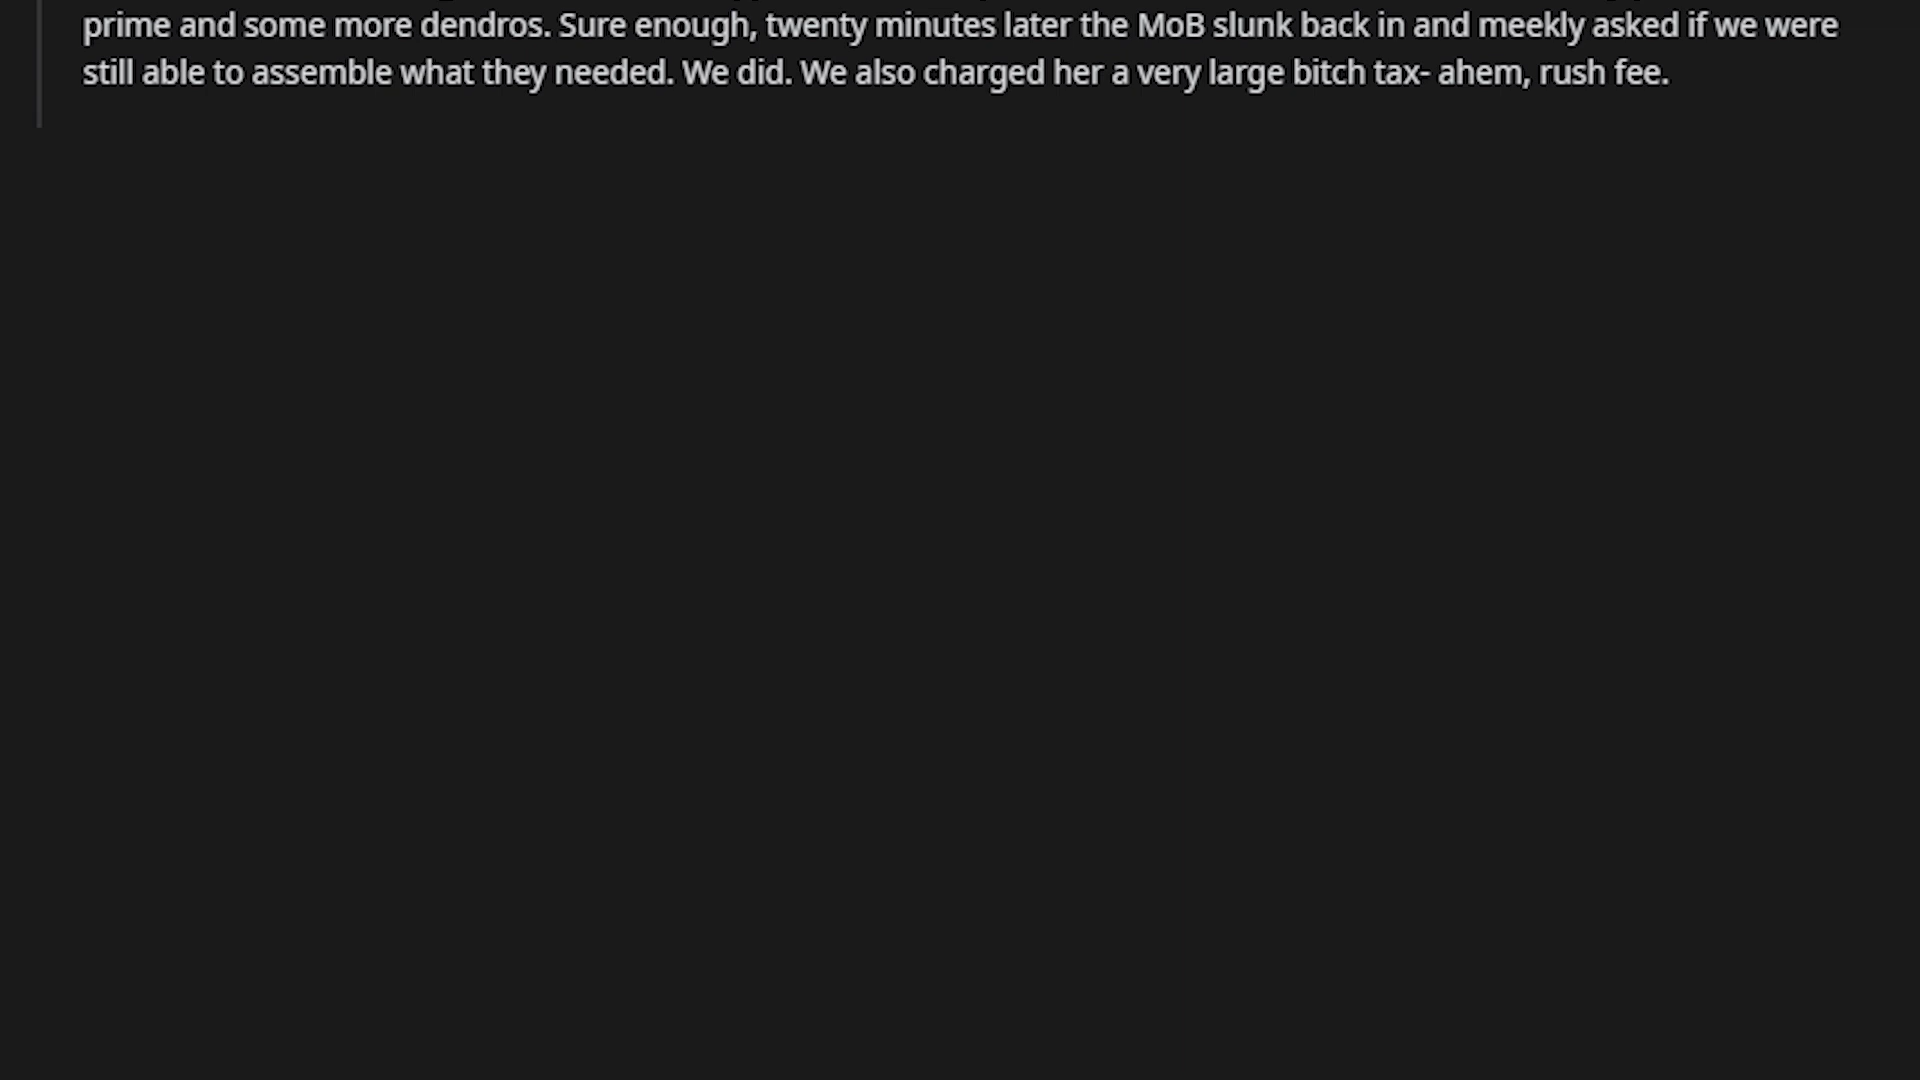 prime and some more dendros. Sure enough, twenty minutes later the MoB slunk back in and meekly asked if we were
still able to assemble what they needed. We did. We also charged her a very large bitch tax- ahem, rush fee.